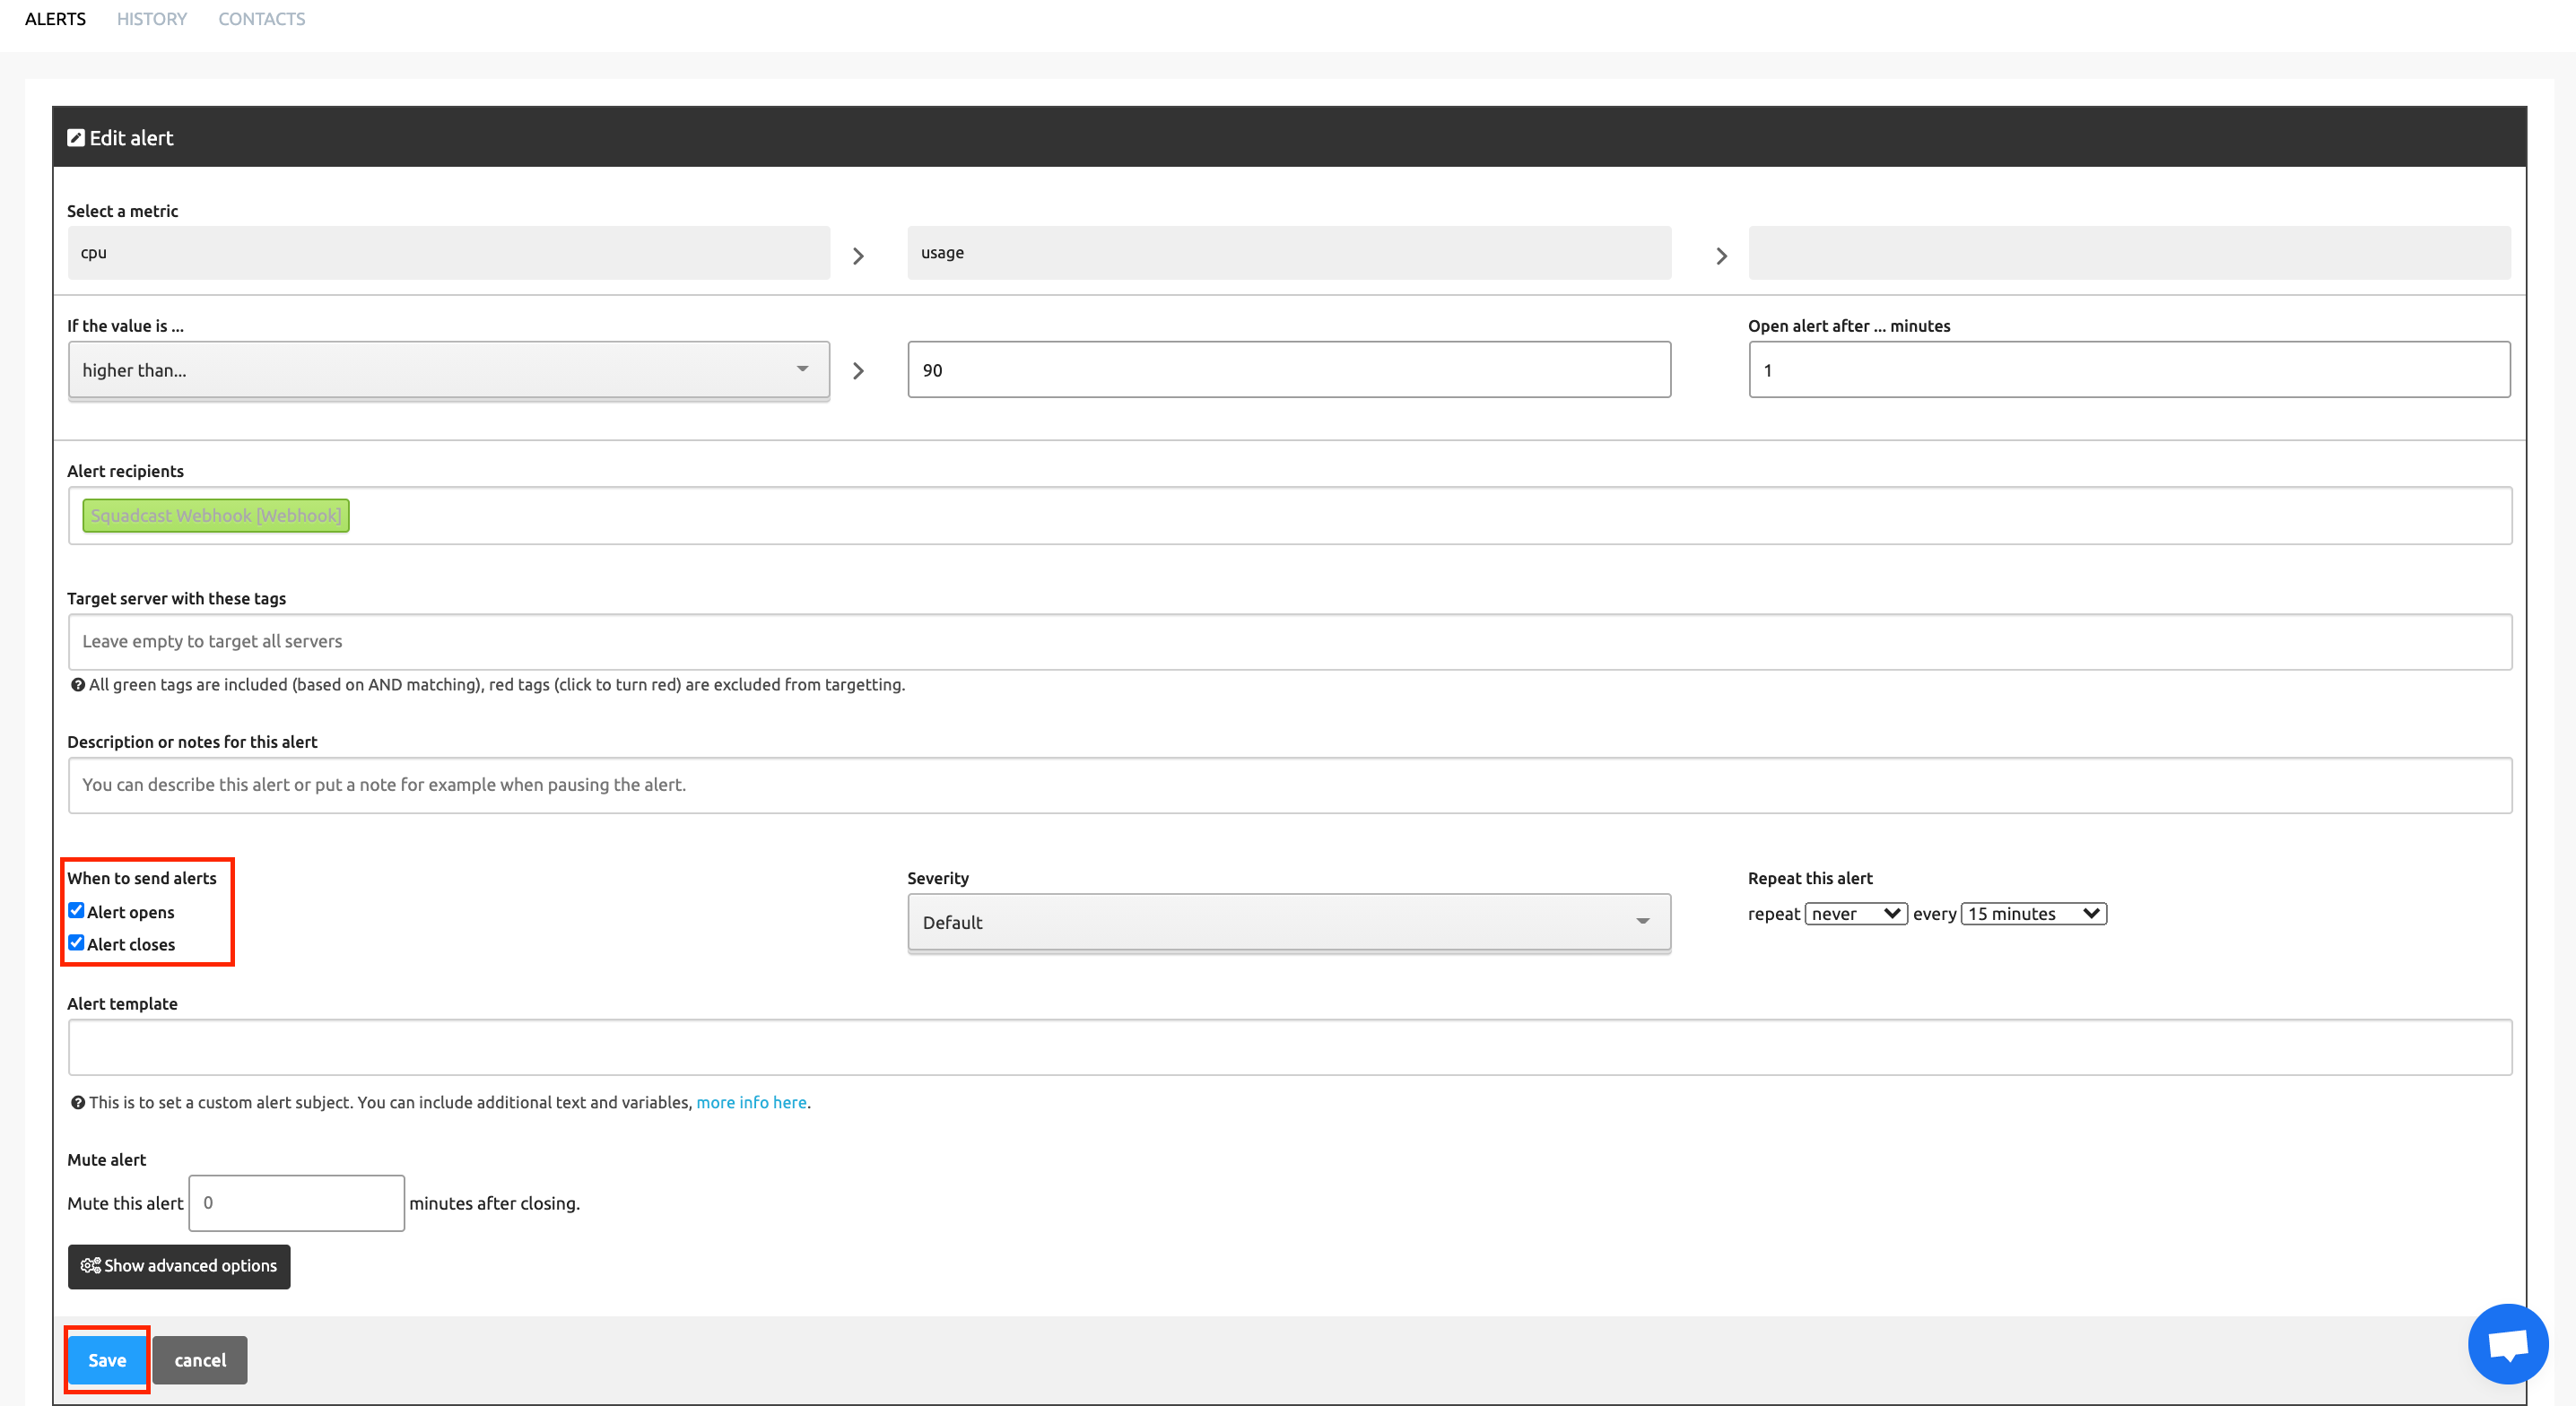 ALERTS HISTORY CONTACTS
Edit alert
Select a metric
cpu usage
If the value is ... Open alert after ... minutes
higher than... 90 1
Alert recipients
Squadcast Webhook [Webhook]
Target server with these tags
Leave empty to target all servers
All green tags are included (based on AND matching), red tags (click to turn red) are excluded from targetting.
Description or notes for this alert
You can describe this alert or put a note for example when pausing the alert.
When to send alerts Severity Repeat this alert
Alert opens Default repeat never every 15 minutes
Alert closes
Alert template
This is to set a custom alert subject. You can include additional text and variables, more info here.
Mute alert
Mute this alert 0 minutes after closing.
Show advanced options
Save cancel